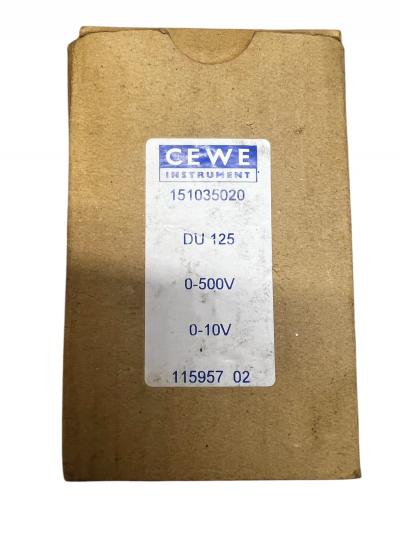 CEWE
INSTRUMENT
151035020
DU 125
0-500V
0-10V
115957 02